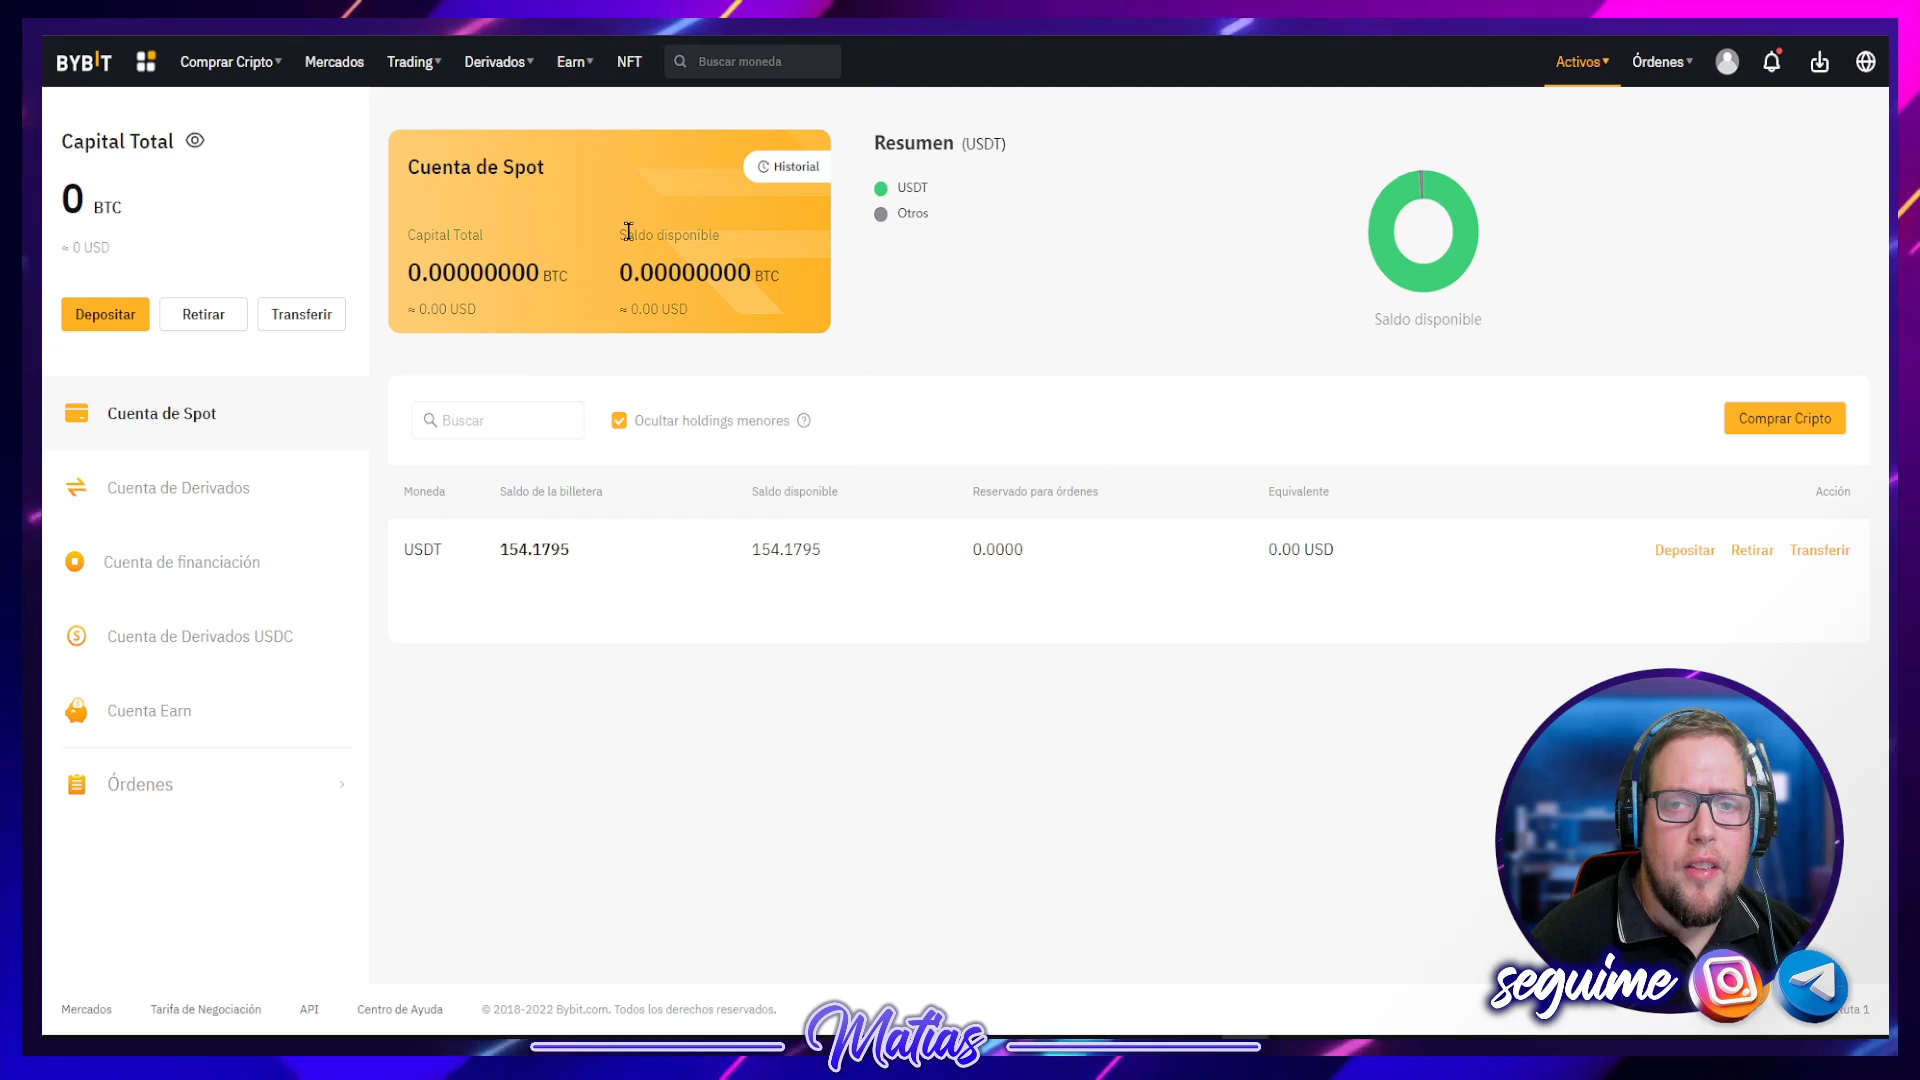 BYBIT
Comprar Cripto
Mercados
Trading
Derivados
Earn
NFT
Buscar moneda
Activos
Órdenes
Capital Total
0 BTC
≈ 0 USD
Depositar
Retirar
Transferir
Cuenta de Spot
Cuenta de Derivados
Cuenta de financiación
Cuenta de Derivados USDC
Cuenta Earn
Órdenes
Cuenta de Spot
Historial
Capital Total
Saldo disponible
0.00000000 BTC
0.00000000 BTC
≈ 0.00 USD
≈ 0.00 USD
Resumen (USDT)
USDT
Otros
Saldo disponible
Buscar
Ocultar holdings menores
Comprar Cripto
Moneda
Saldo de la billetera
Saldo disponible
Reservado para órdenes
Equivalente
Acción
USDT
154.1795
154.1795
0.0000
0.00 USD
Depositar
Retirar
Transferir
seguime
Mercados
Tarifa de Negociación
API
Centro de Ayuda
© 2018-2022 Bybit.com. Todos los derechos reservados.
Matias